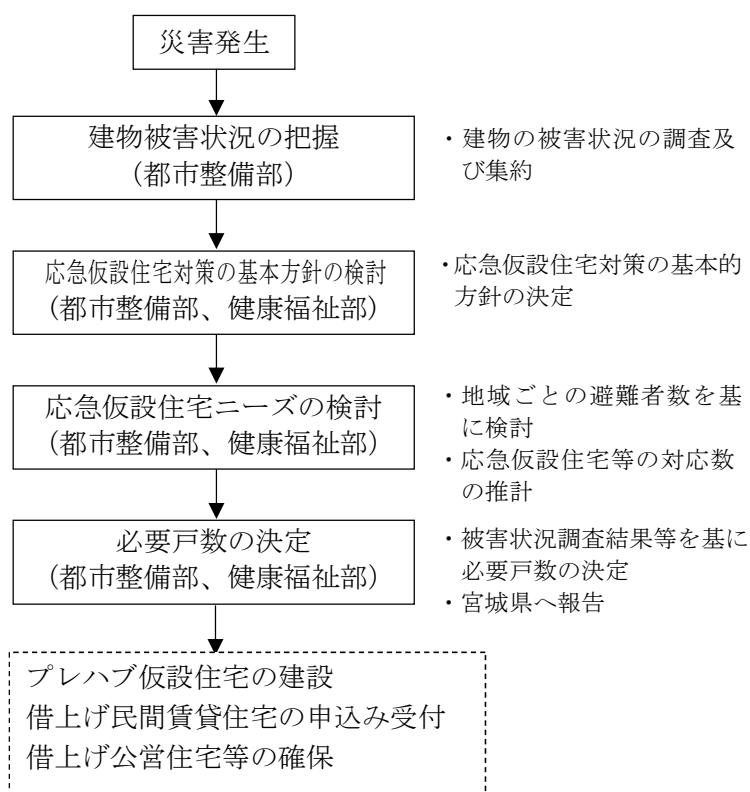 災害発生
建物被害状況の把握
(都市整備部)
・建物の被害状況の調査及
び集約
応急仮設住宅対策の基本方針の検討
(都市整備部、健康福祉部)
・応急仮設住宅対策の基本的
方針の決定
応急仮設住宅ニーズの検討
(都市整備部、健康福祉部)
・地域ごとの避難者数を基
に検討
・応急仮設住宅等の対応数
の推計
必要戸数の決定
(都市整備部、健康福祉部)
・被害状況調査結果等を基に
必要戸数の決定
・宮城県へ報告
プレハブ仮設住宅の建設
借上げ民間賃貸住宅の申込み受付
借上げ公営住宅等の確保